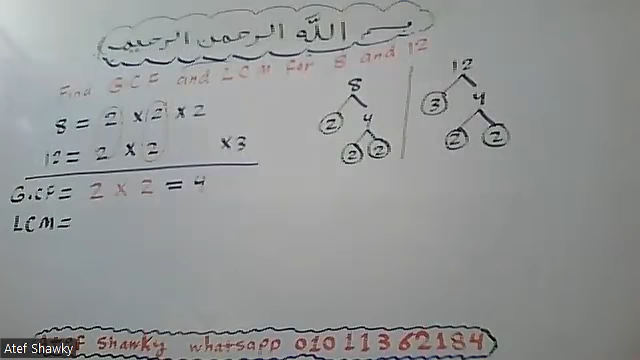 بسم الله الرحمن الرحيم
Find GCF and LCM for 8 and 12
8 = 2 x 2 x 2
12 = 2 x 2 x 3
G.CF = 2 x 2 = 4
LCM =
8
2 4
2 2
12
3 4
2 2
Atef Shawky whatsapp 01011362184
Atef Shawky